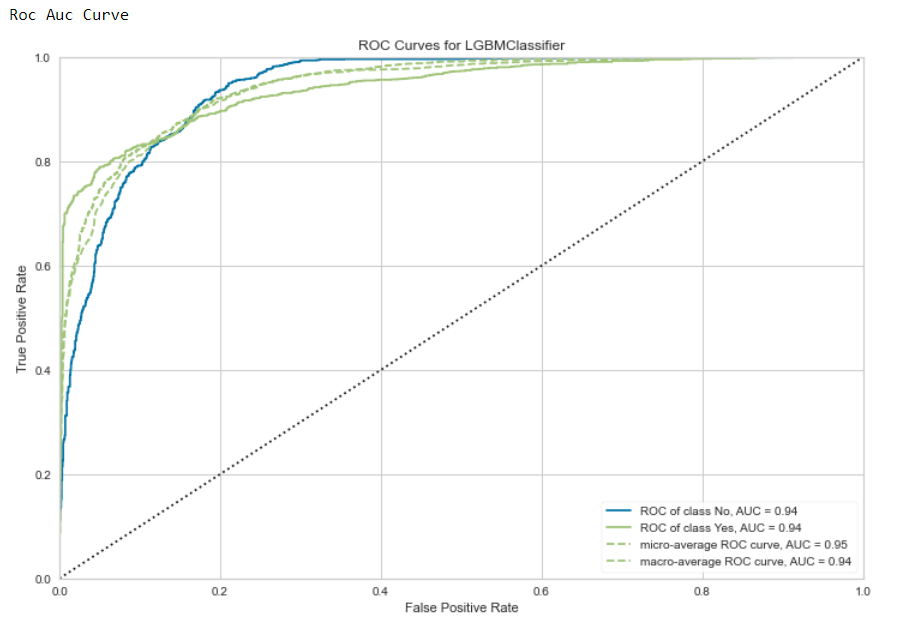 Roc Auc Curve
ROC Curves for LGBMClassifier
1.0
0.8
0.6
0.4
0.2
0.0
True Positive Rate
ROC of class No, AUC = 0.94
ROC of class Yes, AUC = 0.94
micro-average ROC curve, AUC = 0.95
macro-average ROC curve, AUC = 0.94
0.0 0.2 0.4 0.6 0.8 1.0
False Positive Rate